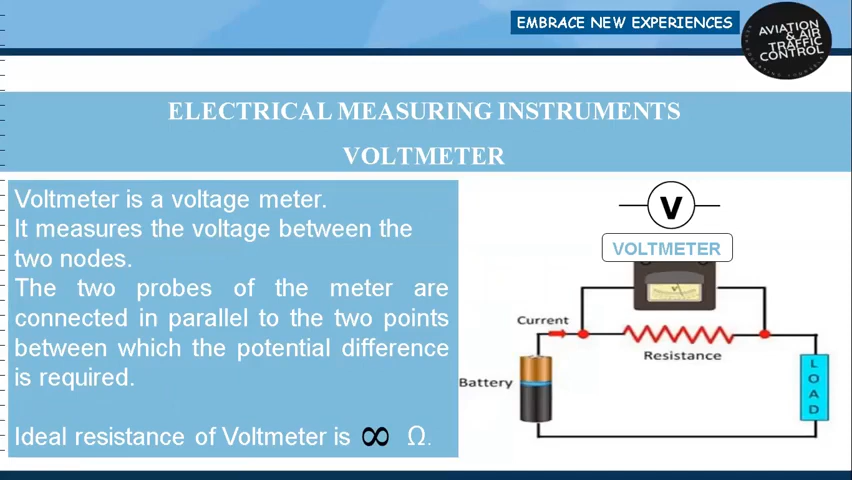 EMBRACE NEW EXPERIENCES
AVIATION
& AIR
TRAFFIC
CONTROL
ELECTRICAL MEASURING INSTRUMENTS
VOLTMETER
Voltmeter is a voltage meter.
It measures the voltage between the
two nodes.
The two probes of the meter are
connected in parallel to the two points
between which the potential difference
is required.
Ideal resistance of Voltmeter is ∞ Ω.
V
VOLTMETER
V
Current
Resistance
Battery
LOAD